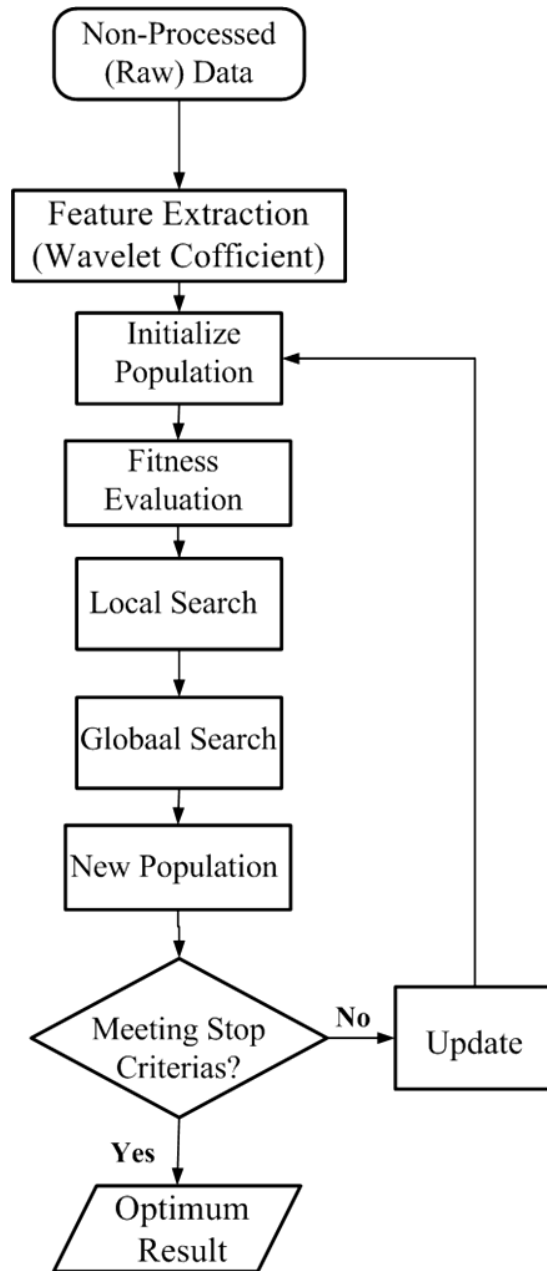 Non-Processed
(Raw) Data
Feature Extraction
(Wavelet Cofficient)
Initialize
Population
Fitness
Evaluation
Local Search
Globaal Search
New Population
Meeting Stop
Criterias?
No
Update
Yes
Optimum
Result